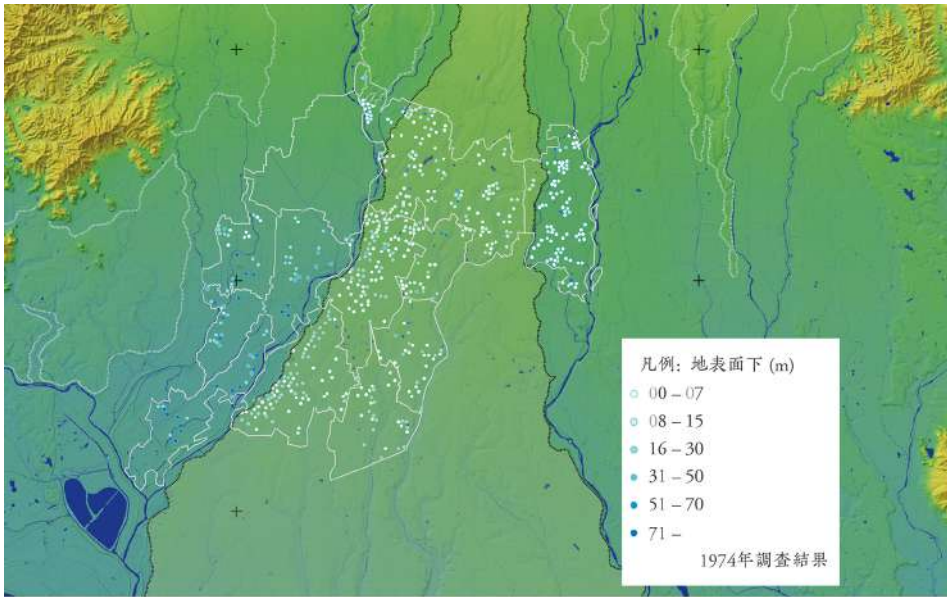 凡例: 地表面下 (m)
00 – 07
08 – 15
16 – 30
31 – 50
51 – 70
71 –
1974年調査結果